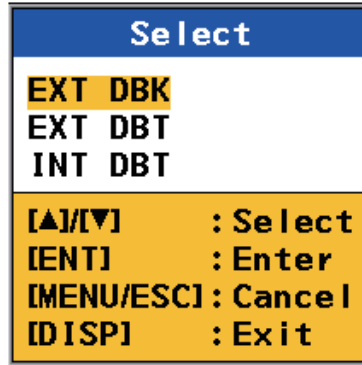 Select
EXT DBK
EXT DBT
INT DBT
[▲]/[▼] :Select
[ENT] :Enter
[MENU/ESC]:Cancel
[DISP] :Exit